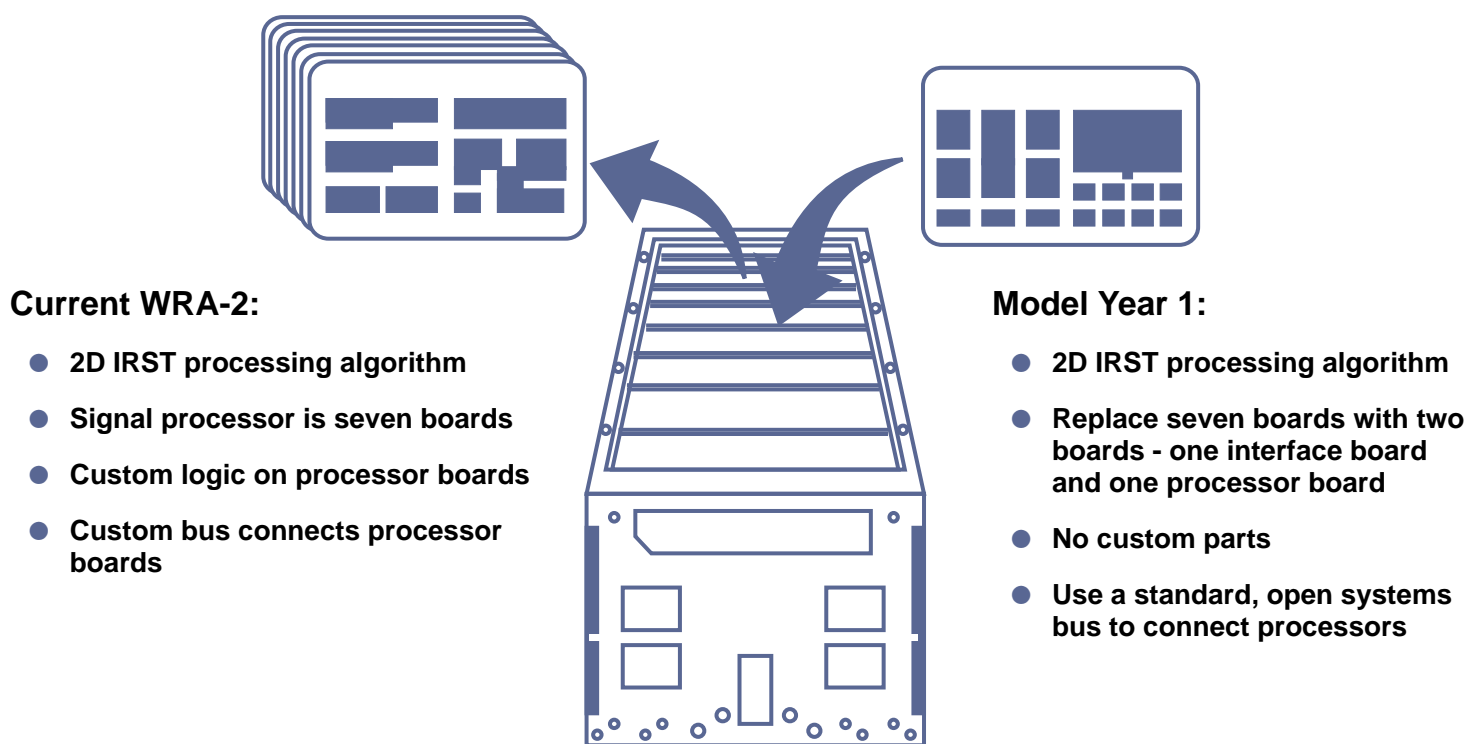 Current WRA-2:
2D IRST processing algorithm
Signal processor is seven boards
Custom logic on processor boards
Custom bus connects processor
boards
Model Year 1:
2D IRST processing algorithm
Replace seven boards with two
boards - one interface board
and one processor board
No custom parts
Use a standard, open systems
bus to connect processors